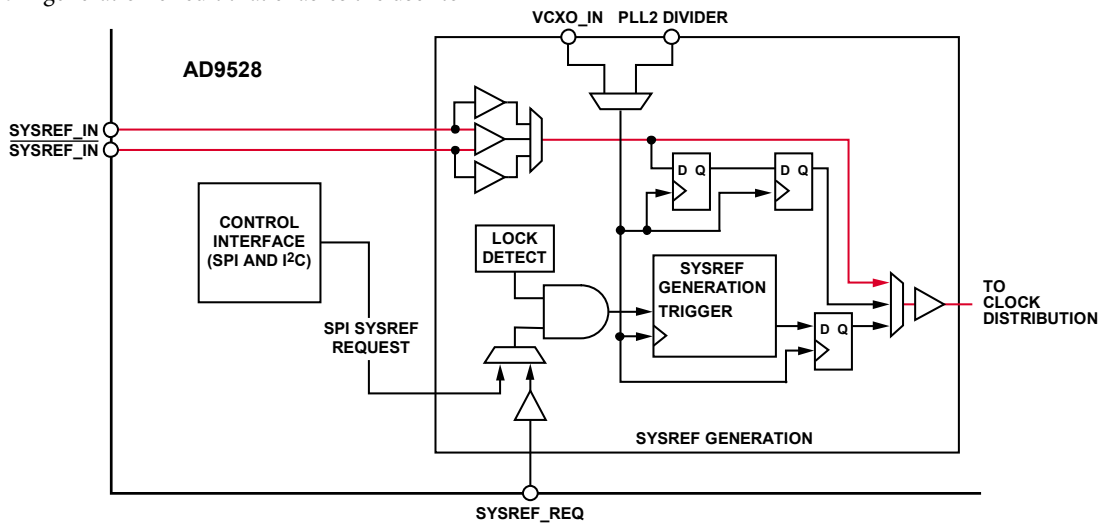 VCXO_IN PLL2 DIVIDER
AD9528
SYSREF_IN
SYSREF_IN
D Q
D Q
CONTROL
INTERFACE
(SPI AND I²C)
LOCK
DETECT
SYSREF
GENERATION
TRIGGER
TO
CLOCK
DISTRIBUTION
D Q
SPI SYSREF
REQUEST
SYSREF GENERATION
SYSREF_REQ